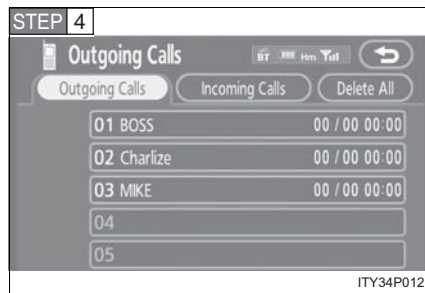 STEP 4
Outgoing Calls BT Hm
Outgoing Calls Incoming Calls Delete All
01 BOSS 00 / 00 00:00
02 Charlize 00 / 00 00:00
03 MIKE 00 / 00 00:00
04
05
ITY34P012